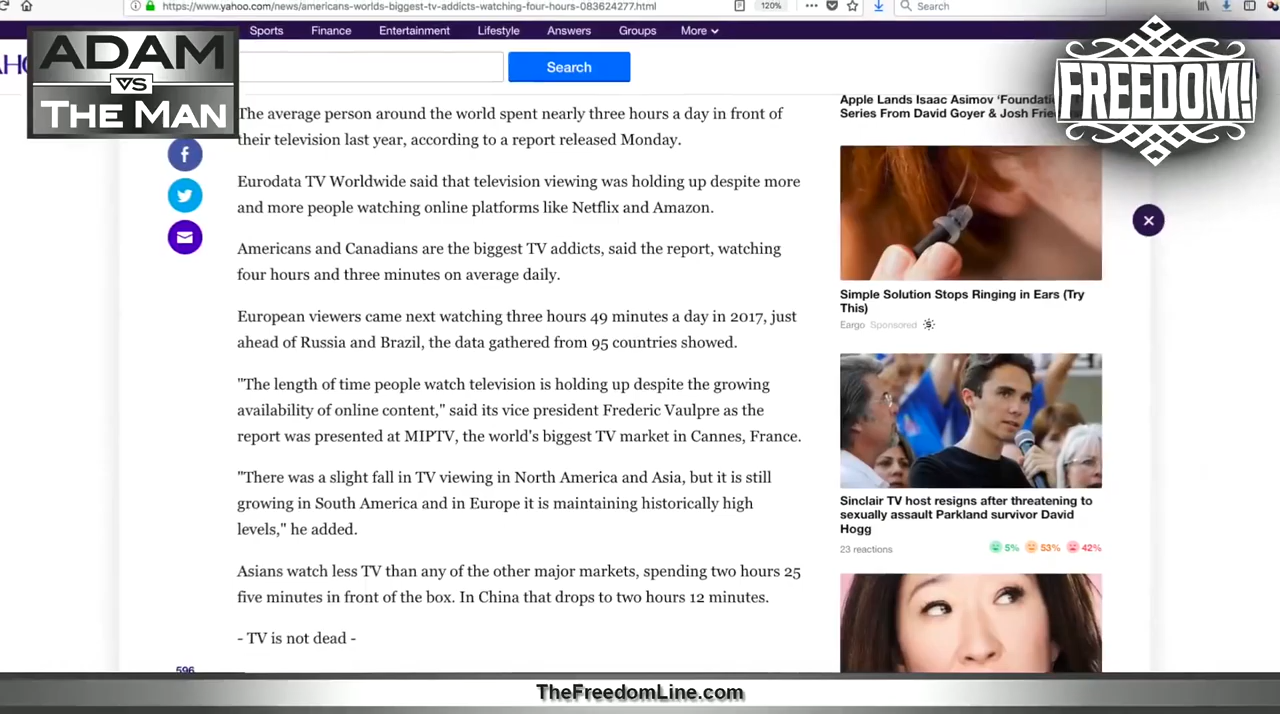 https://www.yahoo.com/news/americans-worlds-biggest-tv-addicts-watching-four-hours-083624277.html
120%
Search
Sports
Finance
Entertainment
Lifestyle
Answers
Groups
More
ADAM
VS
THE MAN
Search
FREEDOM!
The average person around the world spent nearly three hours a day in front of
their television last year, according to a report released Monday.
Eurodata TV Worldwide said that television viewing was holding up despite more
and more people watching online platforms like Netflix and Amazon.
Americans and Canadians are the biggest TV addicts, said the report, watching
four hours and three minutes on average daily.
European viewers came next watching three hours 49 minutes a day in 2017, just
ahead of Russia and Brazil, the data gathered from 95 countries showed.
"The length of time people watch television is holding up despite the growing
availability of online content," said its vice president Frederic Vaulpre as the
report was presented at MIPTV, the world's biggest TV market in Cannes, France.
"There was a slight fall in TV viewing in North America and Asia, but it is still
growing in South America and in Europe it is maintaining historically high
levels," he added.
Asians watch less TV than any of the other major markets, spending two hours 25
five minutes in front of the box. In China that drops to two hours 12 minutes.
- TV is not dead -
596
Apple Lands Isaac Asimov ‘Foundatio
Series From David Goyer & Josh Frie
Simple Solution Stops Ringing in Ears (Try
This)
Eargo Sponsored
Sinclair TV host resigns after threatening to
sexually assault Parkland survivor David
Hogg
23 reactions
5% 53% 42%
TheFreedomLine.com